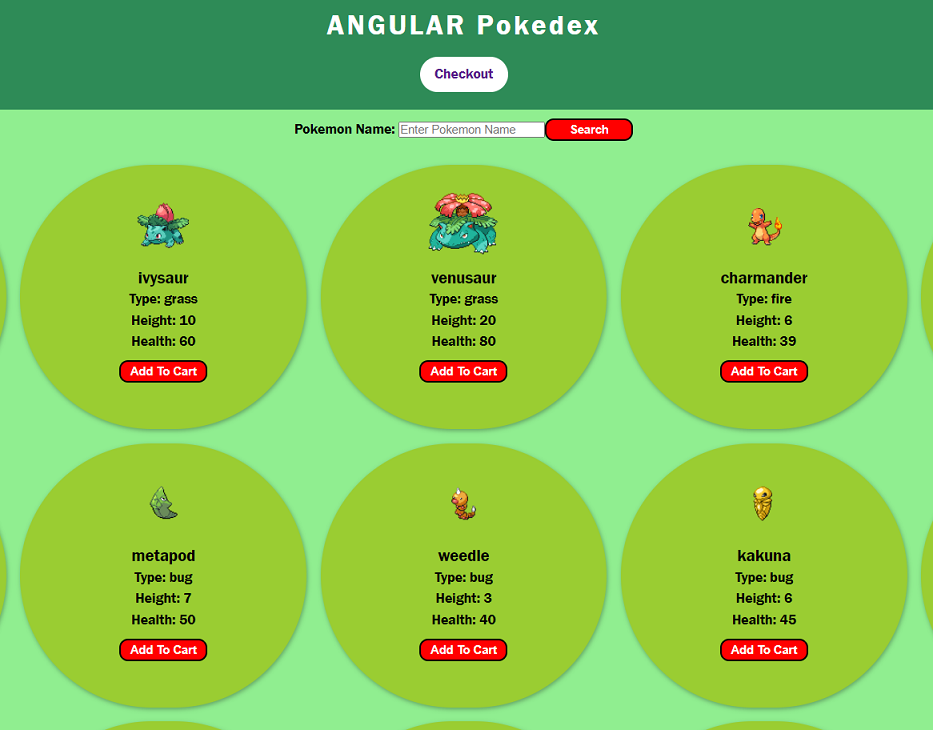 ANGULAR Pokedex
Checkout
Pokemon Name: Enter Pokemon Name Search
ivysaur
Type: grass
Height: 10
Health: 60
Add To Cart
venusaur
Type: grass
Height: 20
Health: 80
Add To Cart
charmander
Type: fire
Height: 6
Health: 39
Add To Cart
metapod
Type: bug
Height: 7
Health: 50
Add To Cart
weedle
Type: bug
Height: 3
Health: 40
Add To Cart
kakuna
Type: bug
Height: 6
Health: 45
Add To Cart